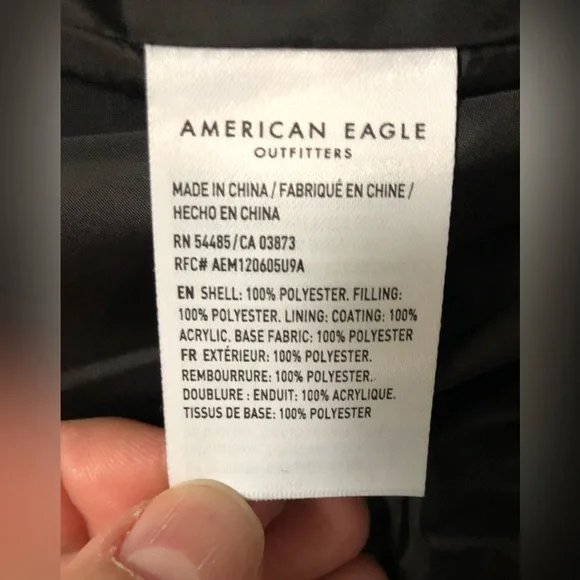 AMERICAN EAGLE
OUTFITTERS
MADE IN CHINA / FABRIQUÉ EN CHINE /
HECHO EN CHINA
RN 54485 / CA 03873
RFC# AEM120605U9A
EN SHELL: 100% POLYESTER. FILLING:
100% POLYESTER. LINING: COATING: 100%
ACRYLIC. BASE FABRIC: 100% POLYESTER
FR EXTÉRIEUR: 100% POLYESTER.
REMBOURRURE: 100% POLYESTER.
DOUBLURE : ENDUIT: 100% ACRYLIQUE.
TISSUS DE BASE: 100% POLYESTER